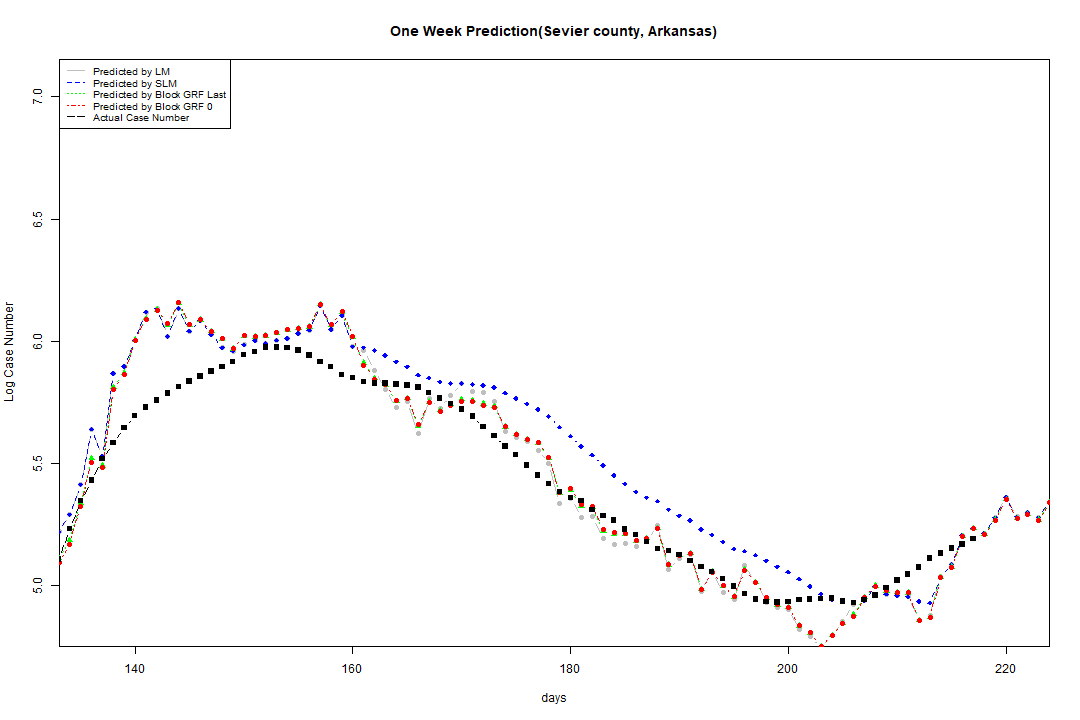 One Week Prediction(Sevier county, Arkansas)
Predicted by LM
Predicted by SLM
Predicted by Block GRF Last
Predicted by Block GRF 0
Actual Case Number
7.0
6.5
6.0
5.5
5.0
Log Case Number
140 160 180 200 220
days